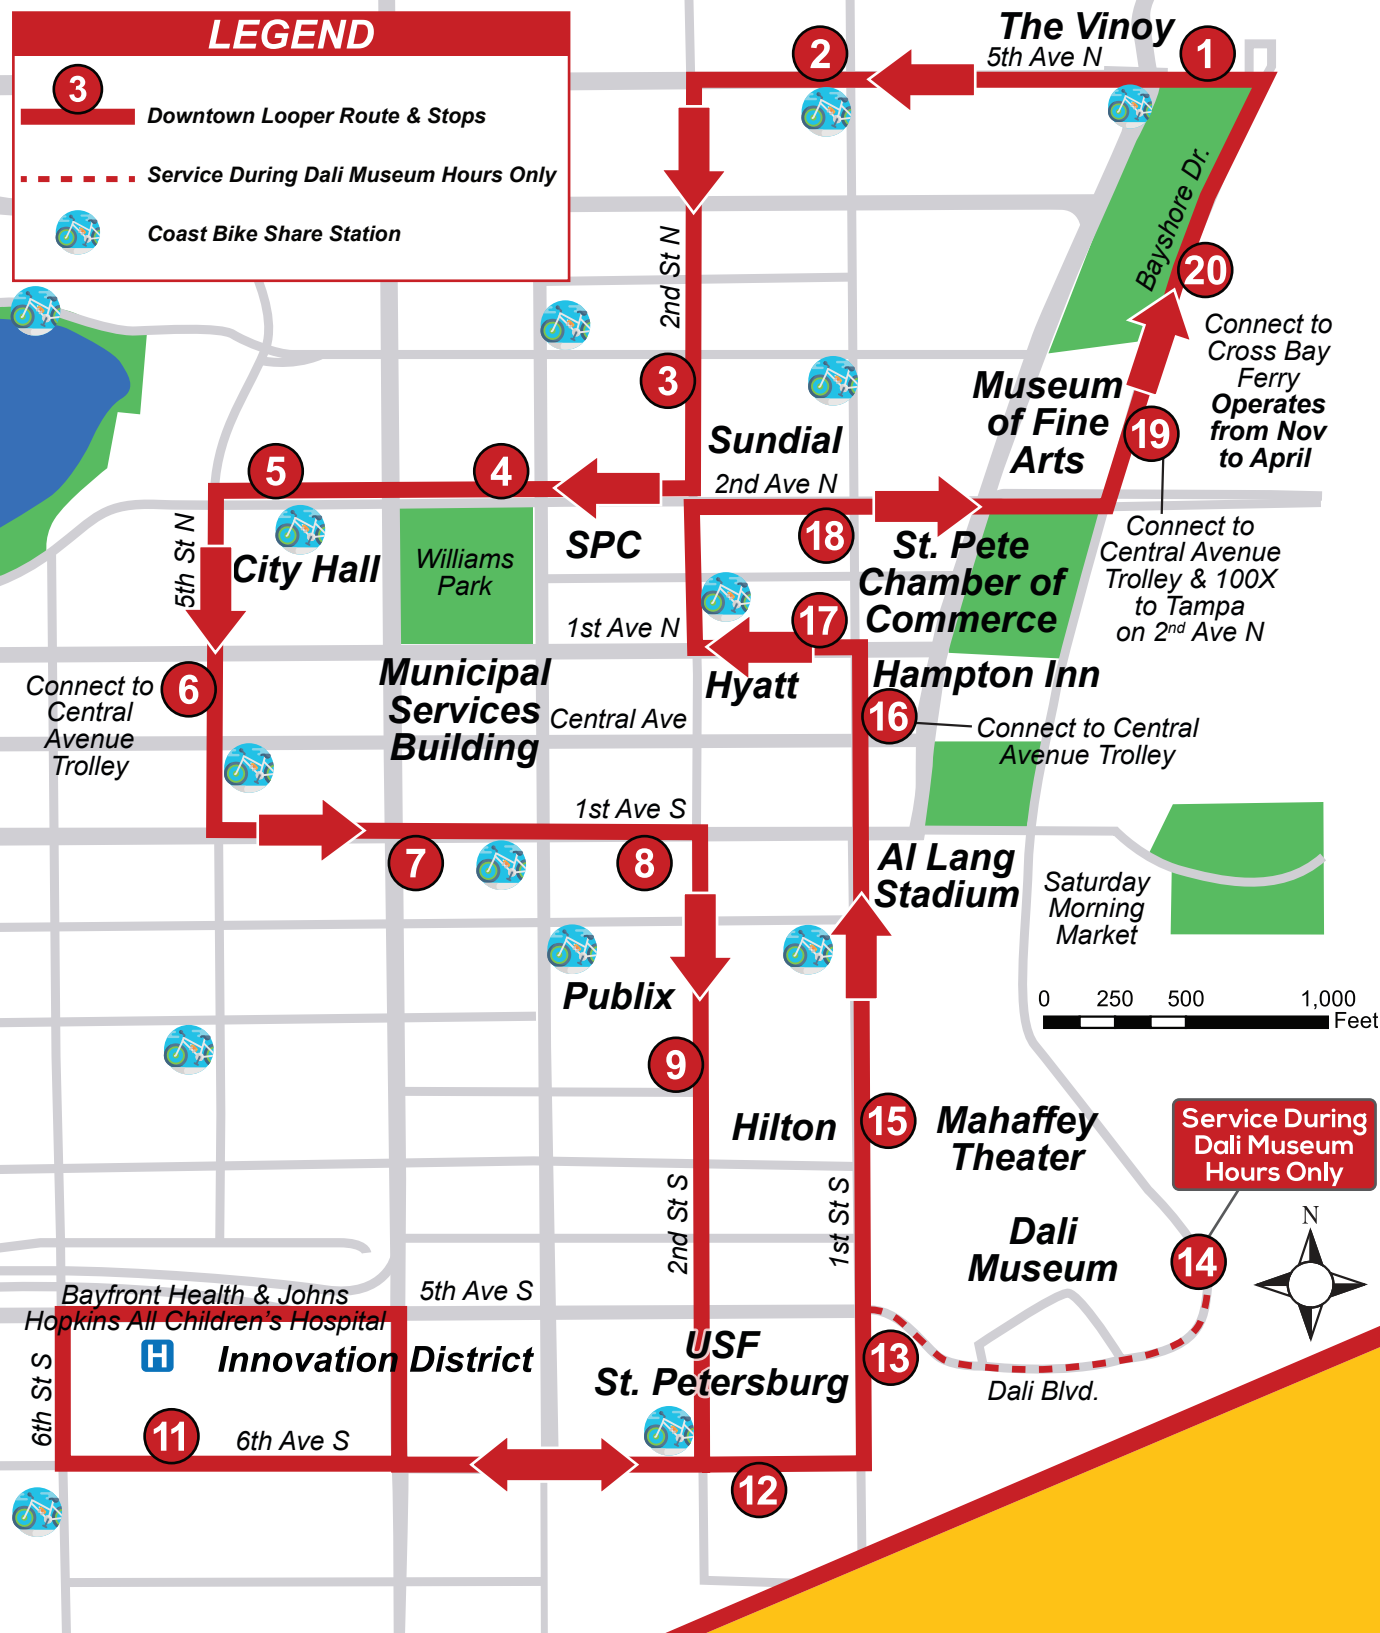 LEGEND
3
Downtown Looper Route & Stops
Service During Dali Museum Hours Only
Coast Bike Share Station
The Vinoy
5th Ave N
1
2
2nd St N
Bayshore Dr.
20
Connect to
Cross Bay
Ferry
Operates
from Nov
to April
3
Museum
of Fine
Arts
19
Sundial
2nd Ave N
5
4
5th St N
City Hall
Williams
Park
SPC
18
St. Pete
Chamber of
Commerce
Connect to
Central Avenue
Trolley & 100X
to Tampa
on 2nd Ave N
1st Ave N
17
6
Connect to
Central
Avenue
Trolley
Municipal
Services
Building
Hyatt
Hampton Inn
16
Connect to Central
Avenue Trolley
Central Ave
1st Ave S
7
8
Al Lang
Stadium
Saturday
Morning
Market
Publix
0 250 500 1,000
Feet
9
Hilton
15
Mahaffey
Theater
Service During
Dali Museum
Hours Only
2nd St S
1st St S
Dali
Museum
14
N
Bayfront Health & Johns
Hopkins All Children's Hospital
5th Ave S
H
Innovation District
6th St S
USF
St. Petersburg
13
Dali Blvd.
11
6th Ave S
12